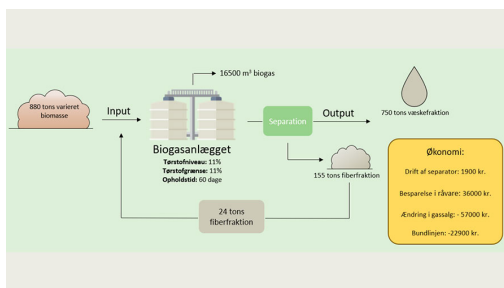 880 tons varieret
biomasse
Input
16500 m³ biogas
Biogasanlægget
Tørstofniveau: 11%
Tørstofgrænse: 11%
Opholdstid: 60 dage
Separation
Output
750 tons væskefraktion
155 tons fiberfraktion
24 tons
fiberfraktion
Økonomi:
Drift af separator: 1900 kr.
Besparelse i råvare: 36000 kr.
Ændring i gassalg: - 57000 kr.
Bundlinjen: -22900 kr.